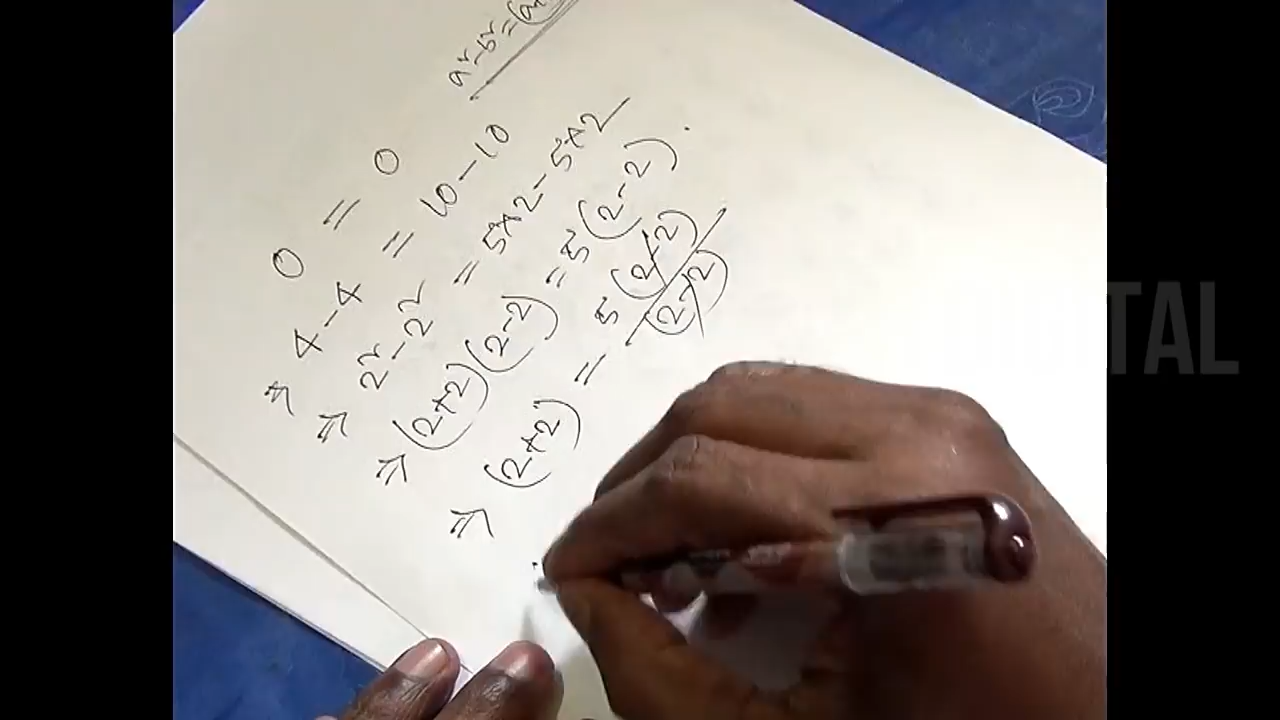 a²-b²=(a+
0 = 0
⇒ 4-4 = 10-10
⇒ 2²-2² = 5×2-5×2
⇒ (2+2)(2-2) = 5(2-2).
⇒ (2+2) = 5(2-2)/(2-2)
TAL